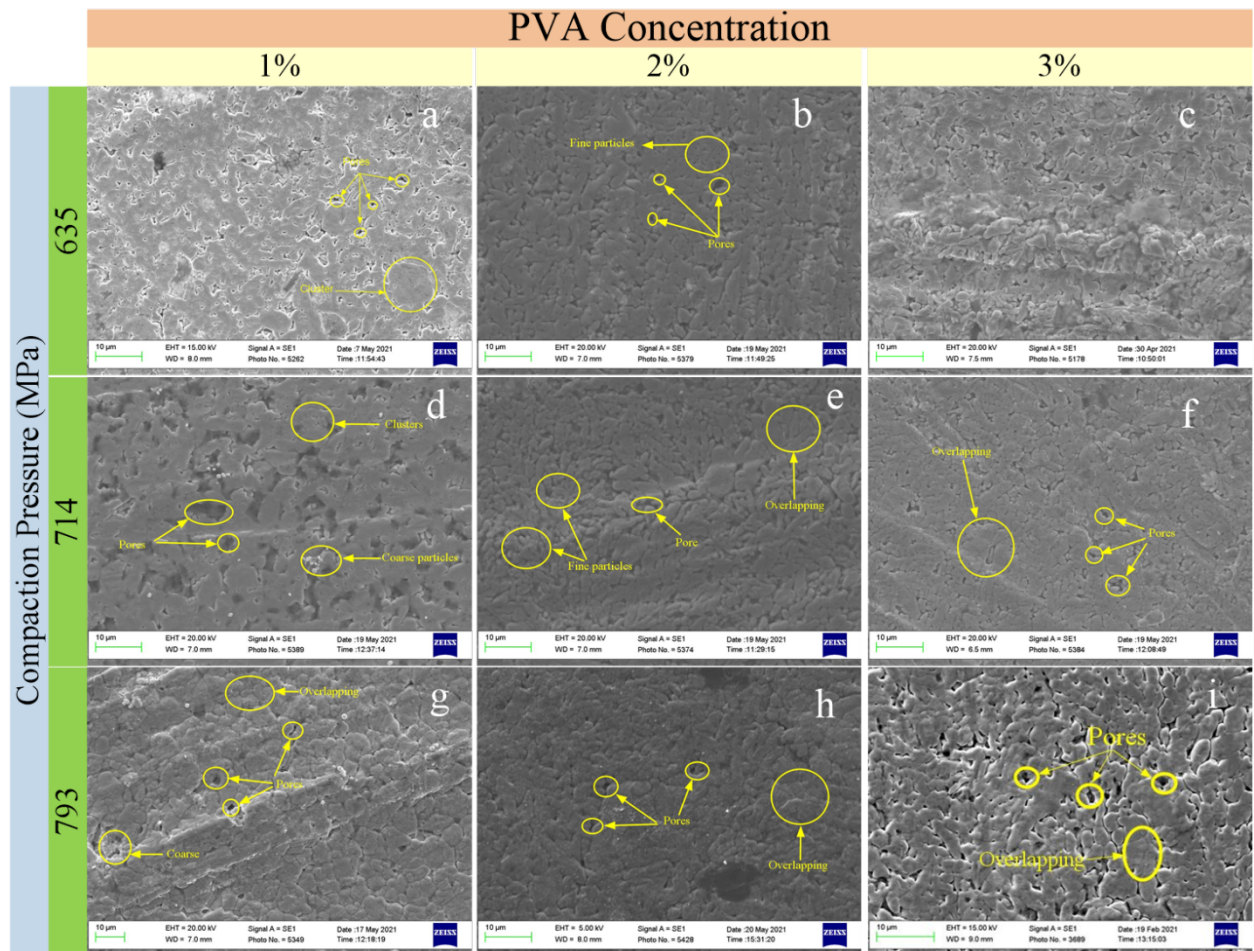 PVA Concentration
1%
2%
3%
Compaction Pressure (MPa)
635
714
793
a
Pores
Cluster
10 µm
EHT = 15.00 kV
Signal A = SE1
Date :7 May 2021
WD = 8.0 mm
Photo No. = 5262
Time :11:54:43
ZEISS
b
Fine particles
Pores
10 µm
EHT = 20.00 kV
Signal A = SE1
Date :19 May 2021
WD = 7.0 mm
Photo No. = 5379
Time :11:49:25
ZEISS
c
10 µm
EHT = 20.00 kV
Signal A = SE1
Date :30 Apr 2021
WD = 7.5 mm
Photo No. = 5178
Time :10:50:01
ZEISS
d
Clusters
Pores
Coarse particles
10 µm
EHT = 20.00 kV
Signal A = SE1
Date :19 May 2021
WD = 7.0 mm
Photo No. = 5389
Time :12:37:14
ZEISS
e
Overlapping
Pore
Fine particles
10 µm
EHT = 20.00 kV
Signal A = SE1
Date :19 May 2021
WD = 7.0 mm
Photo No. = 5374
Time :11:29:15
ZEISS
f
Overlapping
Pores
10 µm
EHT = 20.00 kV
Signal A = SE1
Date :19 May 2021
WD = 6.5 mm
Photo No. = 5384
Time :12:08:49
ZEISS
g
Overlapping
Pores
Coarse
10 µm
EHT = 20.00 kV
Signal A = SE1
Date :17 May 2021
WD = 7.0 mm
Photo No. = 5349
Time :12:18:19
ZEISS
h
Pores
Overlapping
10 µm
EHT = 5.00 kV
Signal A = SE1
Date :20 May 2021
WD = 8.0 mm
Photo No. = 5428
Time :15:31:20
ZEISS
i
Pores
Overlapping
10 µm
EHT = 15.00 kV
Signal A = SE1
Date :19 Feb 2021
WD = 9.0 mm
Photo No. = 3689
Time :13:15:03
ZEISS